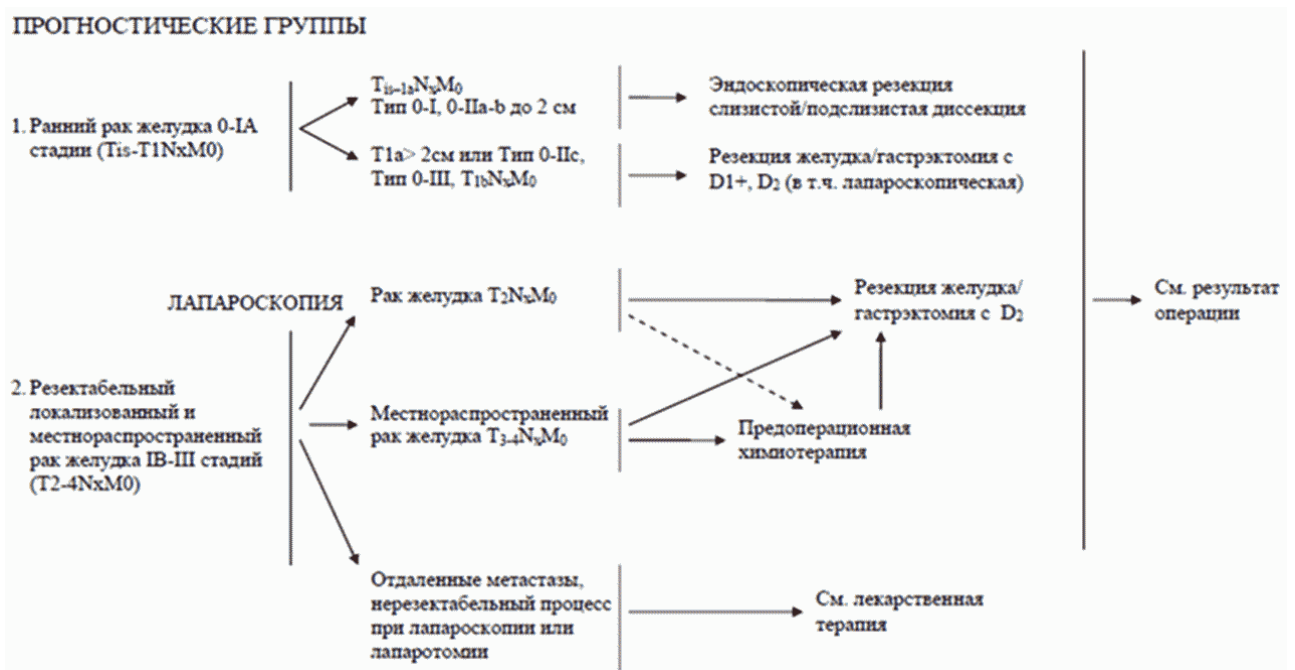 ПРОГНОСТИЧЕСКИЕ ГРУППЫ
1. Ранний рак желудка 0-IA
стадии (Tis-T1NxM0)
Tis–1aNxM0
Тип 0-I, 0-IIa-b до 2 см
Эндоскопическая резекция
слизистой/подслизистая диссекция
T1a> 2см или Тип 0-IIc,
Тип 0-III, T1bNxM0
Резекция желудка/гастрэктомия с
D1+, D2 (в т.ч. лапароскопическая)
ЛАПАРОСКОПИЯ
2. Резектабельный
локализованный и
местнораспространенный
рак желудка IB-III стадий
(T2-4NxM0)
Рак желудка T2NxM0
Резекция желудка/
гастрэктомия с D2
См. результат
операции
Местнораспространенный
рак желудка T3-4NxM0
Предоперационная
химиотерапия
Отдаленные метастазы,
нерезектабельный процесс
при лапароскопии или
лапаротомии
См. лекарственная
терапия